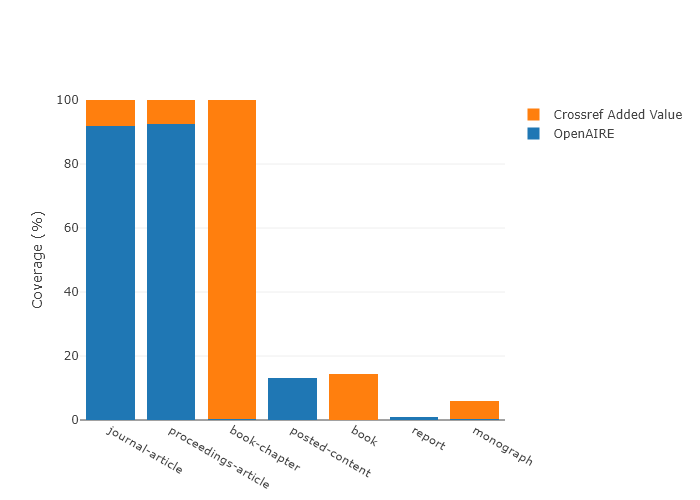 100
80
60
40
20
0
Coverage (%)
journal-article
proceedings-article
book-chapter
posted-content
book
report
monograph
Crossref Added Value
OpenAIRE